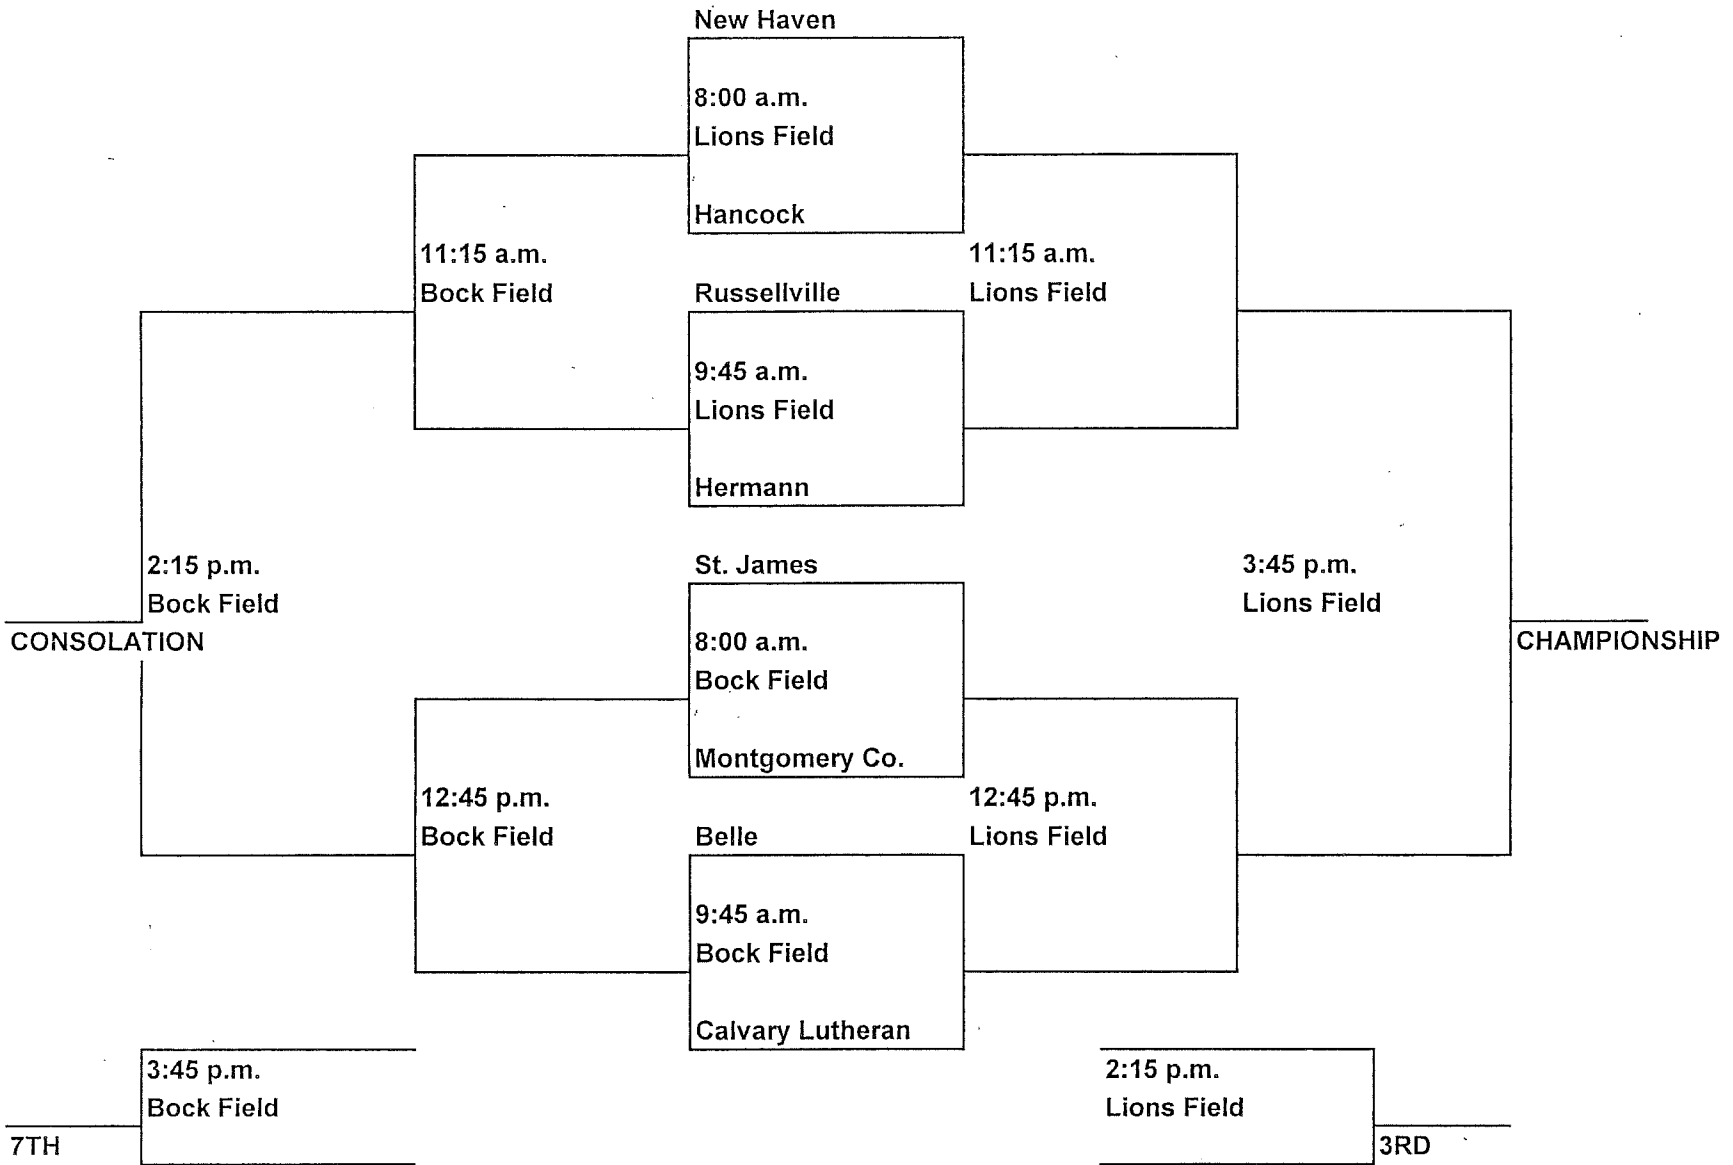 New Haven
8:00 a.m.
Lions Field
Hancock
11:15 a.m.
Bock Field
11:15 a.m.
Lions Field
Russellville
9:45 a.m.
Lions Field
Hermann
2:15 p.m.
Bock Field
CONSOLATION
St. James
8:00 a.m.
Bock Field
Montgomery Co.
3:45 p.m.
Lions Field
CHAMPIONSHIP
12:45 p.m.
Bock Field
12:45 p.m.
Lions Field
Belle
9:45 a.m.
Bock Field
Calvary Lutheran
3:45 p.m.
Bock Field
7TH
2:15 p.m.
Lions Field
3RD